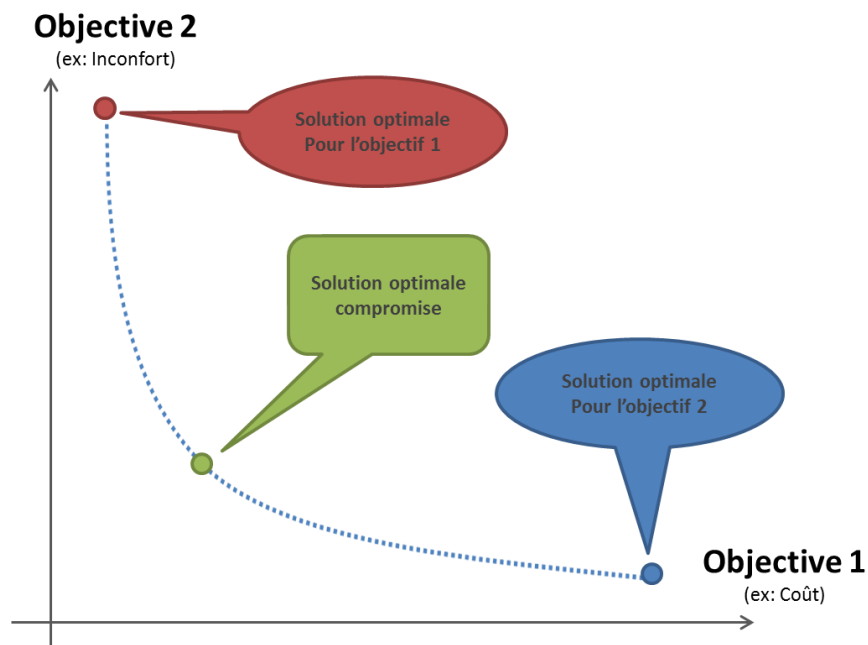 Objective 2
(ex: Inconfort)
Solution optimale
Pour l'objectif 1
Solution optimale
compromise
Solution optimale
Pour l'objectif 2
Objective 1
(ex: Coût)